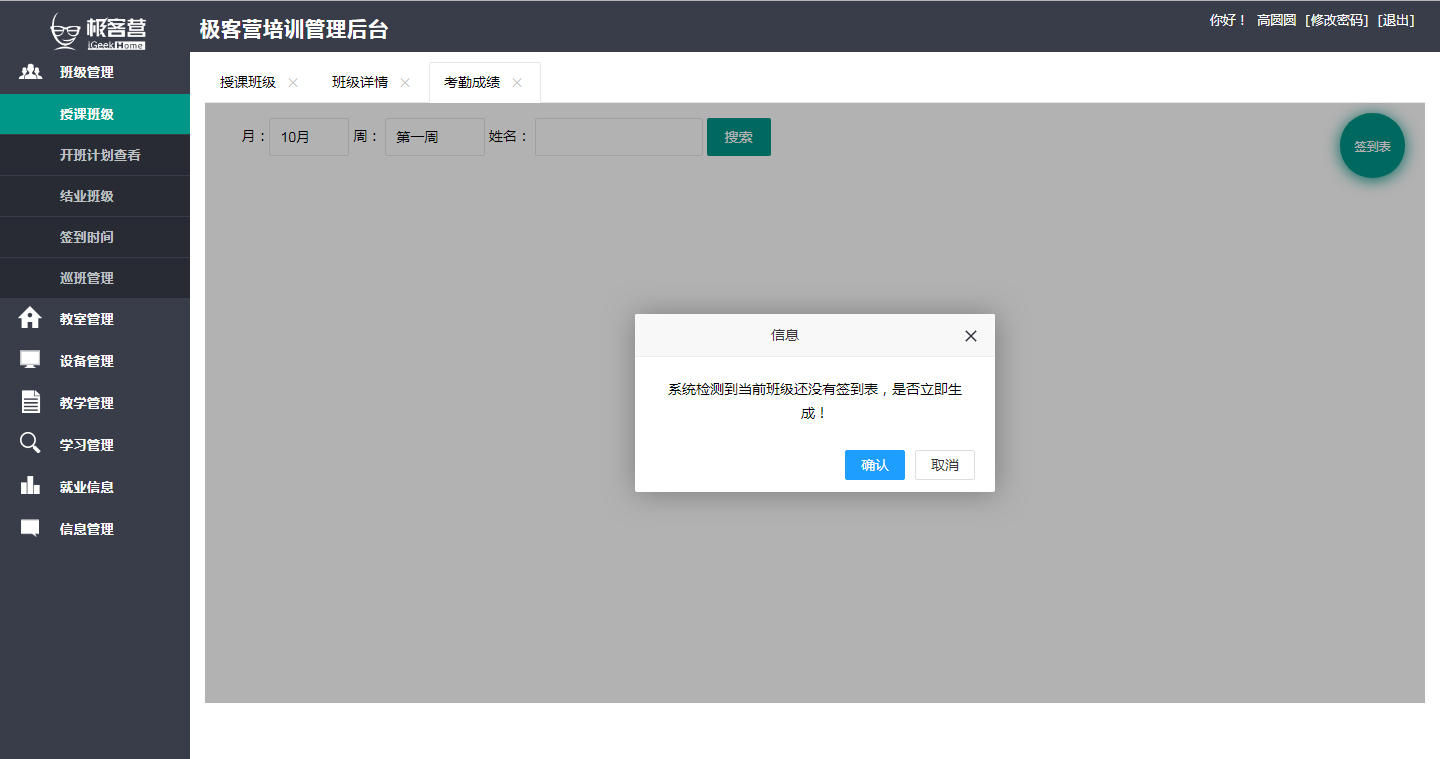 极客营
iGeekHome
极客营培训管理后台
你好！ 高圆圆 [修改密码] [退出]
班级管理
授课班级
开班计划查看
结业班级
签到时间
巡班管理
教室管理
设备管理
教学管理
学习管理
就业信息
信息管理
授课班级 班级详情 考勤成绩
月： 10月 周： 第一周 姓名： 搜索
签到表
信息
系统检测到当前班级还没有签到表，是否立即生
成！
确认 取消